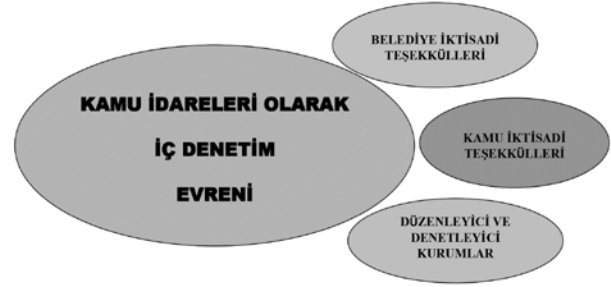 KAMU İDARELERİ OLARAK
İÇ DENETİM
EVRENİ
BELEDİYE İKTİSADİ
TEŞEKKÜLLERİ
KAMU İKTİSADİ
TEŞEKKÜLLERİ
DÜZENLEYİCİ VE
DENETLEYİCİ
KURUMLAR